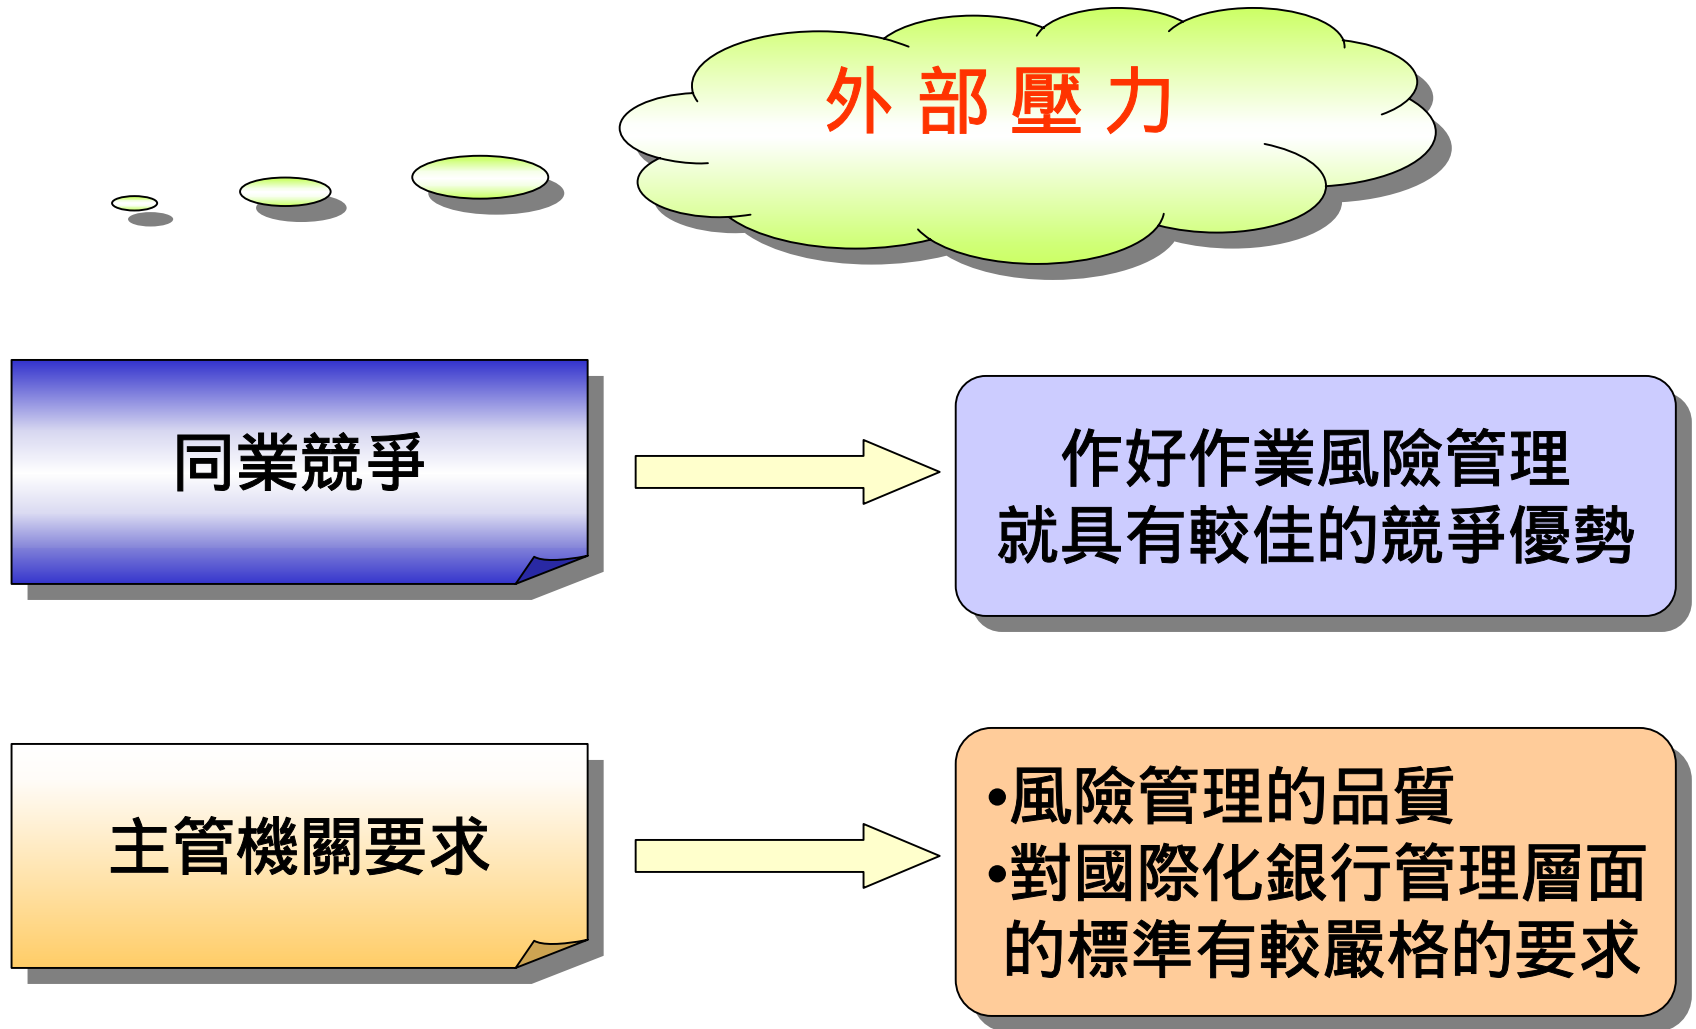 外部壓力
同業競爭
作好作業風險管理
就具有較佳的競爭優勢
主管機關要求
•風險管理的品質
•對國際化銀行管理層面
的標準有較嚴格的要求